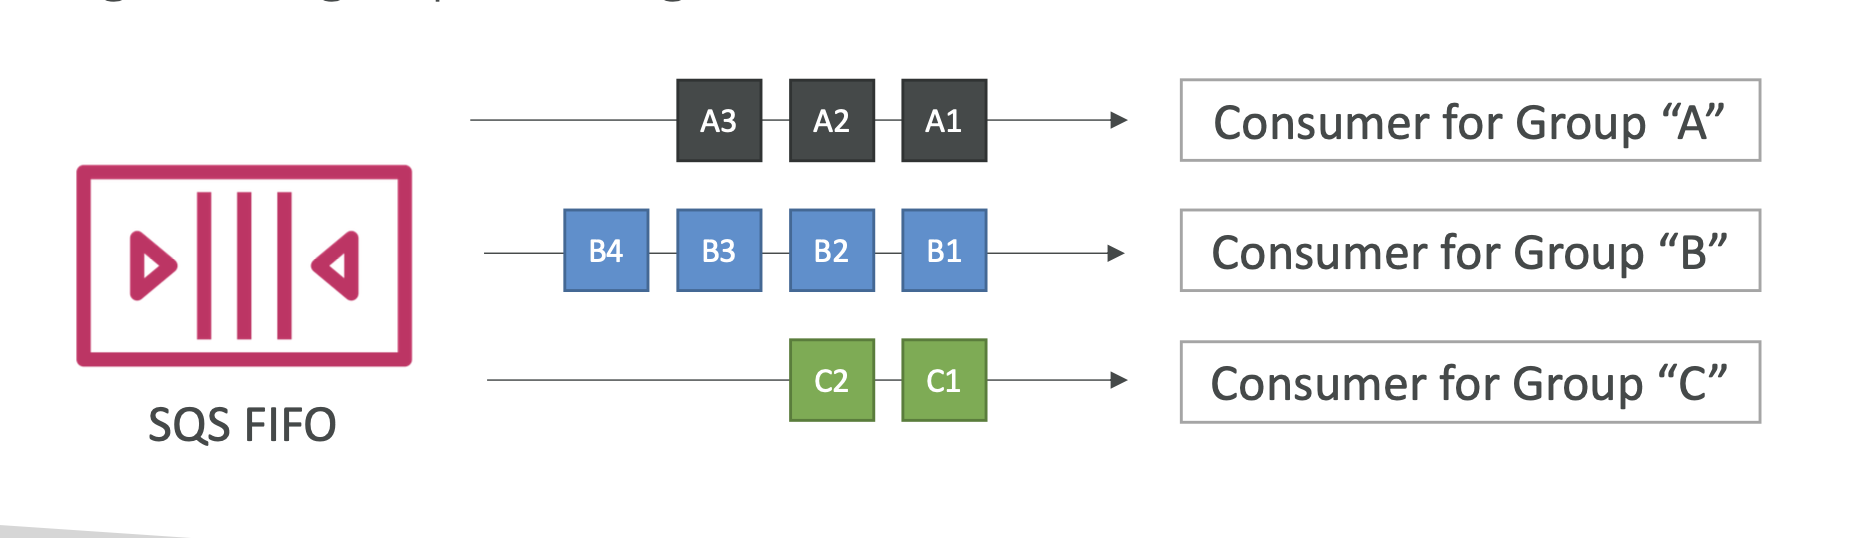 A3 A2 A1
Consumer for Group “A”
B4 B3 B2 B1
Consumer for Group “B”
C2 C1
Consumer for Group “C”
SQS FIFO